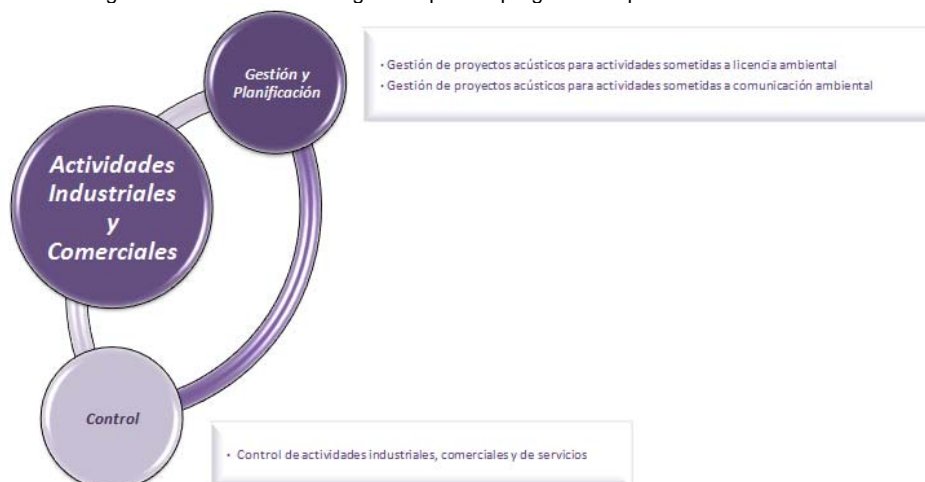 Gestión y
Planificación
· Gestión de proyectos acústicos para actividades sometidas a licencia ambiental
· Gestión de proyectos acústicos para actividades sometidas a comunicación ambiental
Actividades
Industriales
y
Comerciales
Control
· Control de actividades industriales, comerciales y de servicios